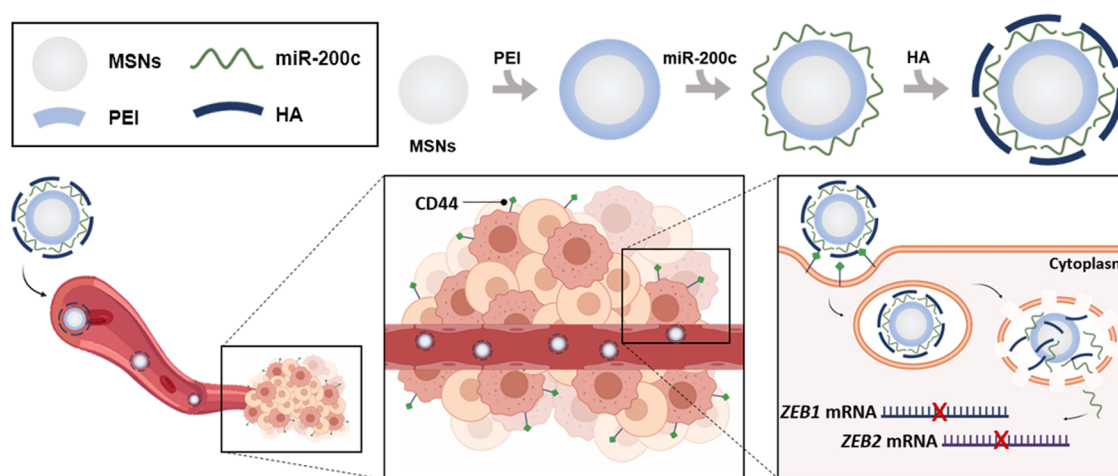 MSNs
miR-200c
PEI
HA
PEI
miR-200c
HA
MSNs
CD44
Cytoplasm
ZEB1 mRNA
ZEB2 mRNA